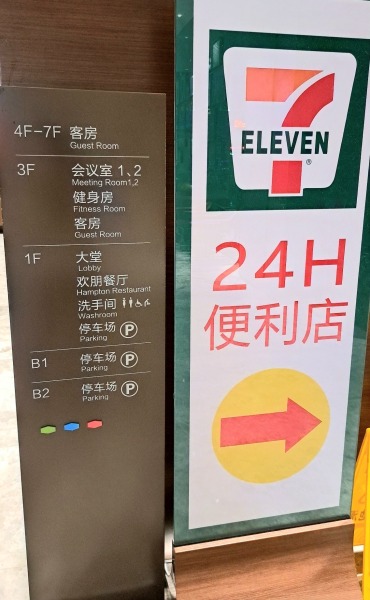 4F-7F 客房
Guest Room
3F 会议室 1、2
Meeting Room1,2
健身房
Fitness Room
客房
Guest Room
1F 大堂
Lobby
欢朋餐厅
Hampton Restaurant
洗手间
Washroom
停车场 P
Parking
B1 停车场 P
Parking
B2 停车场 P
Parking
7
ELEVEN
®
24H
便利店